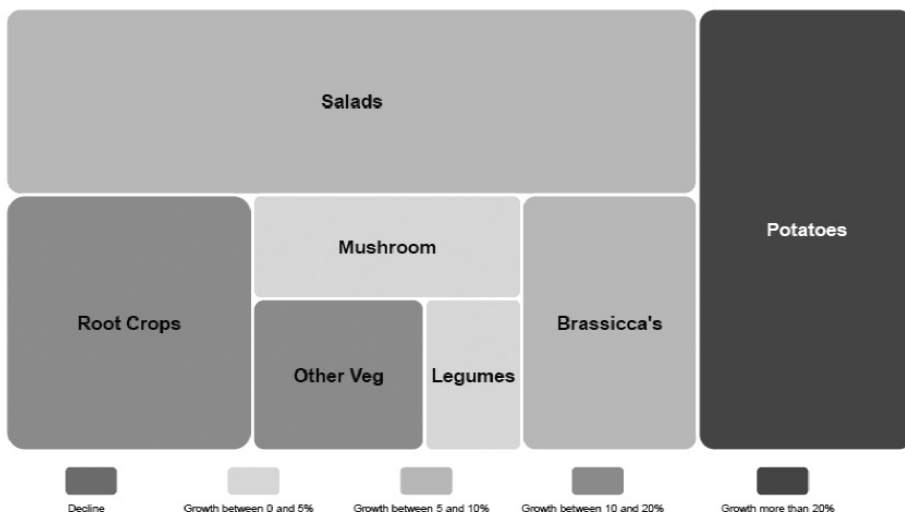 Salads
Potatoes
Mushroom
Root Crops
Brassicca's
Other Veg
Legumes
Decline
Growth between 0 and 5%
Growth between 5 and 10%
Growth between 10 and 20%
Growth more than 20%